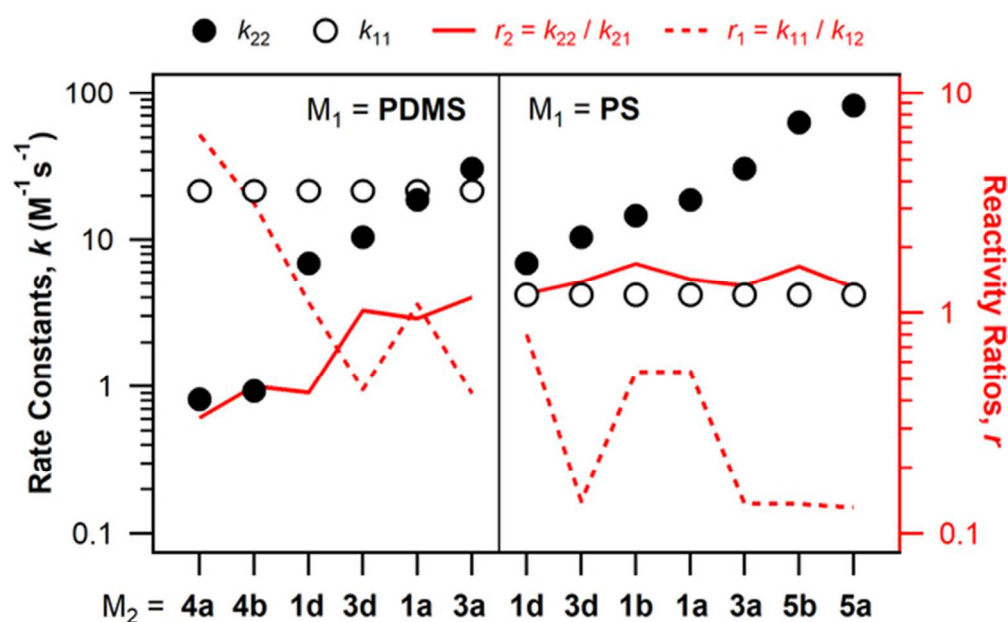 k22 k11 r2 = k22 / k21 r1 = k11 / k12
M1 = PDMS M1 = PS
100
10
1
0.1
Rate Constants, k (M-1 s-1)
10
1
0.1
Reactivity Ratios, r
M2 = 4a 4b 1d 3d 1a 3a 1d 3d 1b 1a 3a 5b 5a